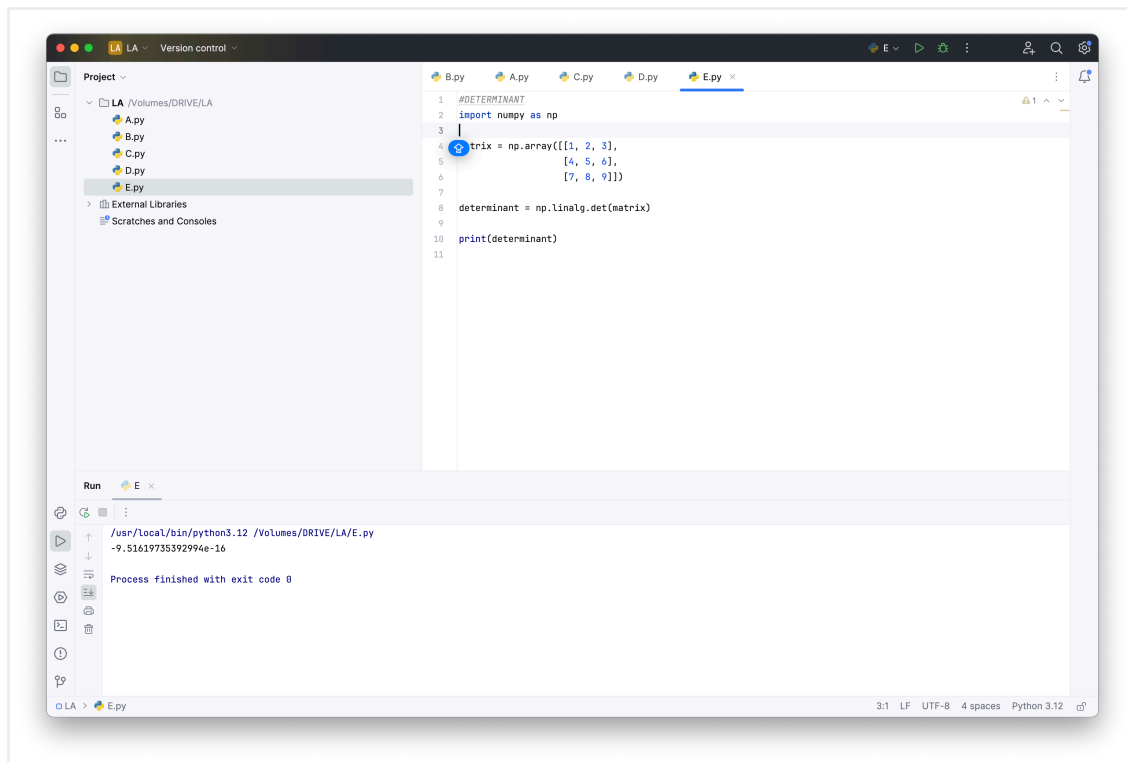 LA LA Version control E
Project
B.py A.py C.py D.py E.py
LA /Volumes/DRIVE/LA
A.py
B.py
C.py
D.py
E.py
External Libraries
Scratches and Consoles
1 #DETERMINANT
2 import numpy as np
3
4 trix = np.array([[1, 2, 3],
5 [4, 5, 6],
6 [7, 8, 9]])
7
8 determinant = np.linalg.det(matrix)
9
10 print(determinant)
11
1
Run E
/usr/local/bin/python3.12 /Volumes/DRIVE/LA/E.py
-9.51619735392994e-16
Process finished with exit code 0
LA > E.py 3:1 LF UTF-8 4 spaces Python 3.12